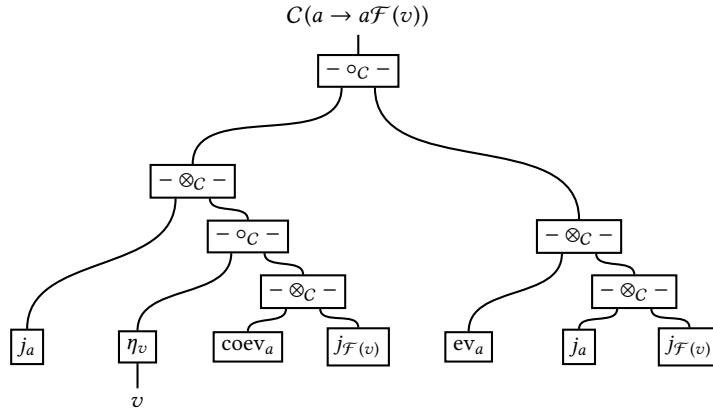 𝒞(a → aℱ(v))
− ∘_𝒞 −
− ⊗_𝒞 −
− ∘_𝒞 − − ⊗_𝒞 −
− ⊗_𝒞 − − ⊗_𝒞 −
j_a η_v coev_a j_ℱ(v) ev_a j_a j_ℱ(v)
v